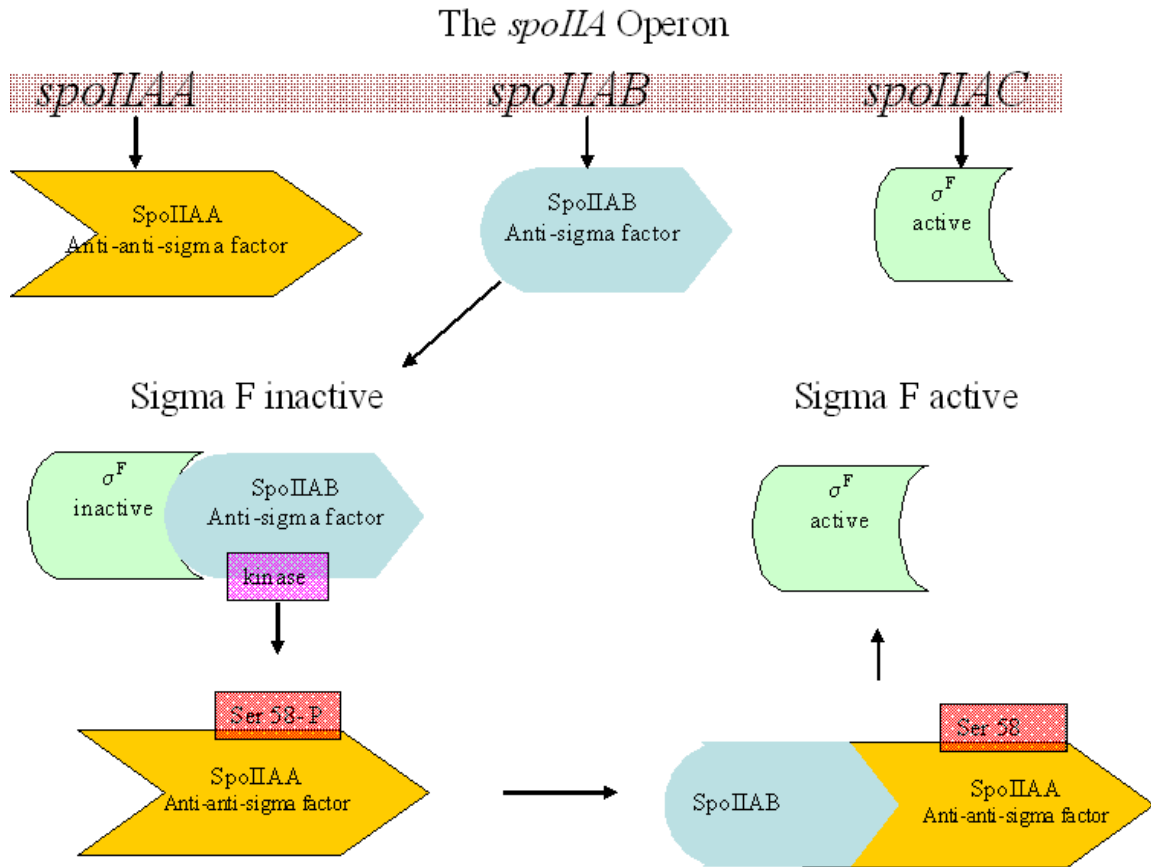 The spoIIA Operon
spoIIAA
spoIIAB
spoIIAC
SpoIIAA
Anti-anti-sigma factor
SpoIIAB
Anti-sigma factor
σF
active
Sigma F inactive
Sigma F active
σF
inactive
SpoIIAB
Anti-sigma factor
kinase
σF
active
Ser 58-P
SpoIIAA
Anti-anti-sigma factor
Ser 58
SpoIIAB
SpoIIAA
Anti-anti-sigma factor